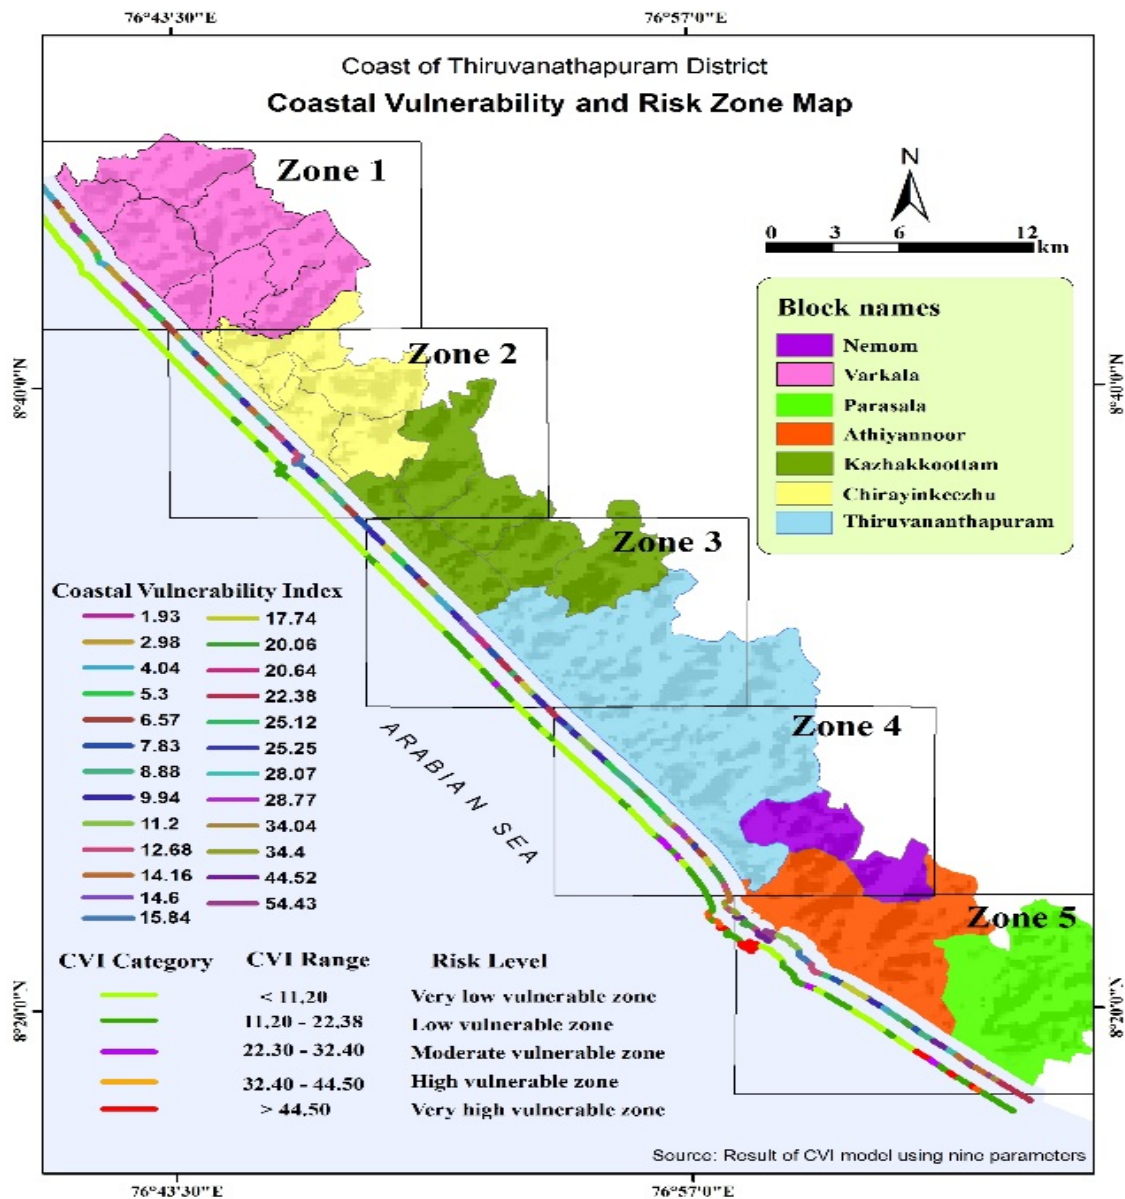 76°43'30"E 76°57'0"E
Coast of Thiruvanathapuram District
Coastal Vulnerability and Risk Zone Map
Zone 1
N
0 3 6 12
km
Block names
Nemom
Varkala
Parasala
Athiyannoor
Kazhakkoottam
Chirayinkeezhu
Thiruvananthapuram
Zone 2
8°40'0"N 8°40'0"N
Zone 3
Coastal Vulnerability Index
1.93 17.74
2.98 20.06
4.04 20.64
5.3 22.38
6.57 25.12
7.83 25.25
8.88 28.07
9.94 28.77
11.2 34.04
12.68 34.4
14.16 44.52
14.6 54.43
15.84
ARABIAN SEA
Zone 4
Zone 5
CVI Category CVI Range Risk Level
< 11.20 Very low vulnerable zone
11.20 - 22.38 Low vulnerable zone
22.30 - 32.40 Moderate vulnerable zone
32.40 - 44.50 High vulnerable zone
> 44.50 Very high vulnerable zone
8°20'0"N 8°20'0"N
Source: Result of CVI model using nine parameters
76°43'30"E 76°57'0"E